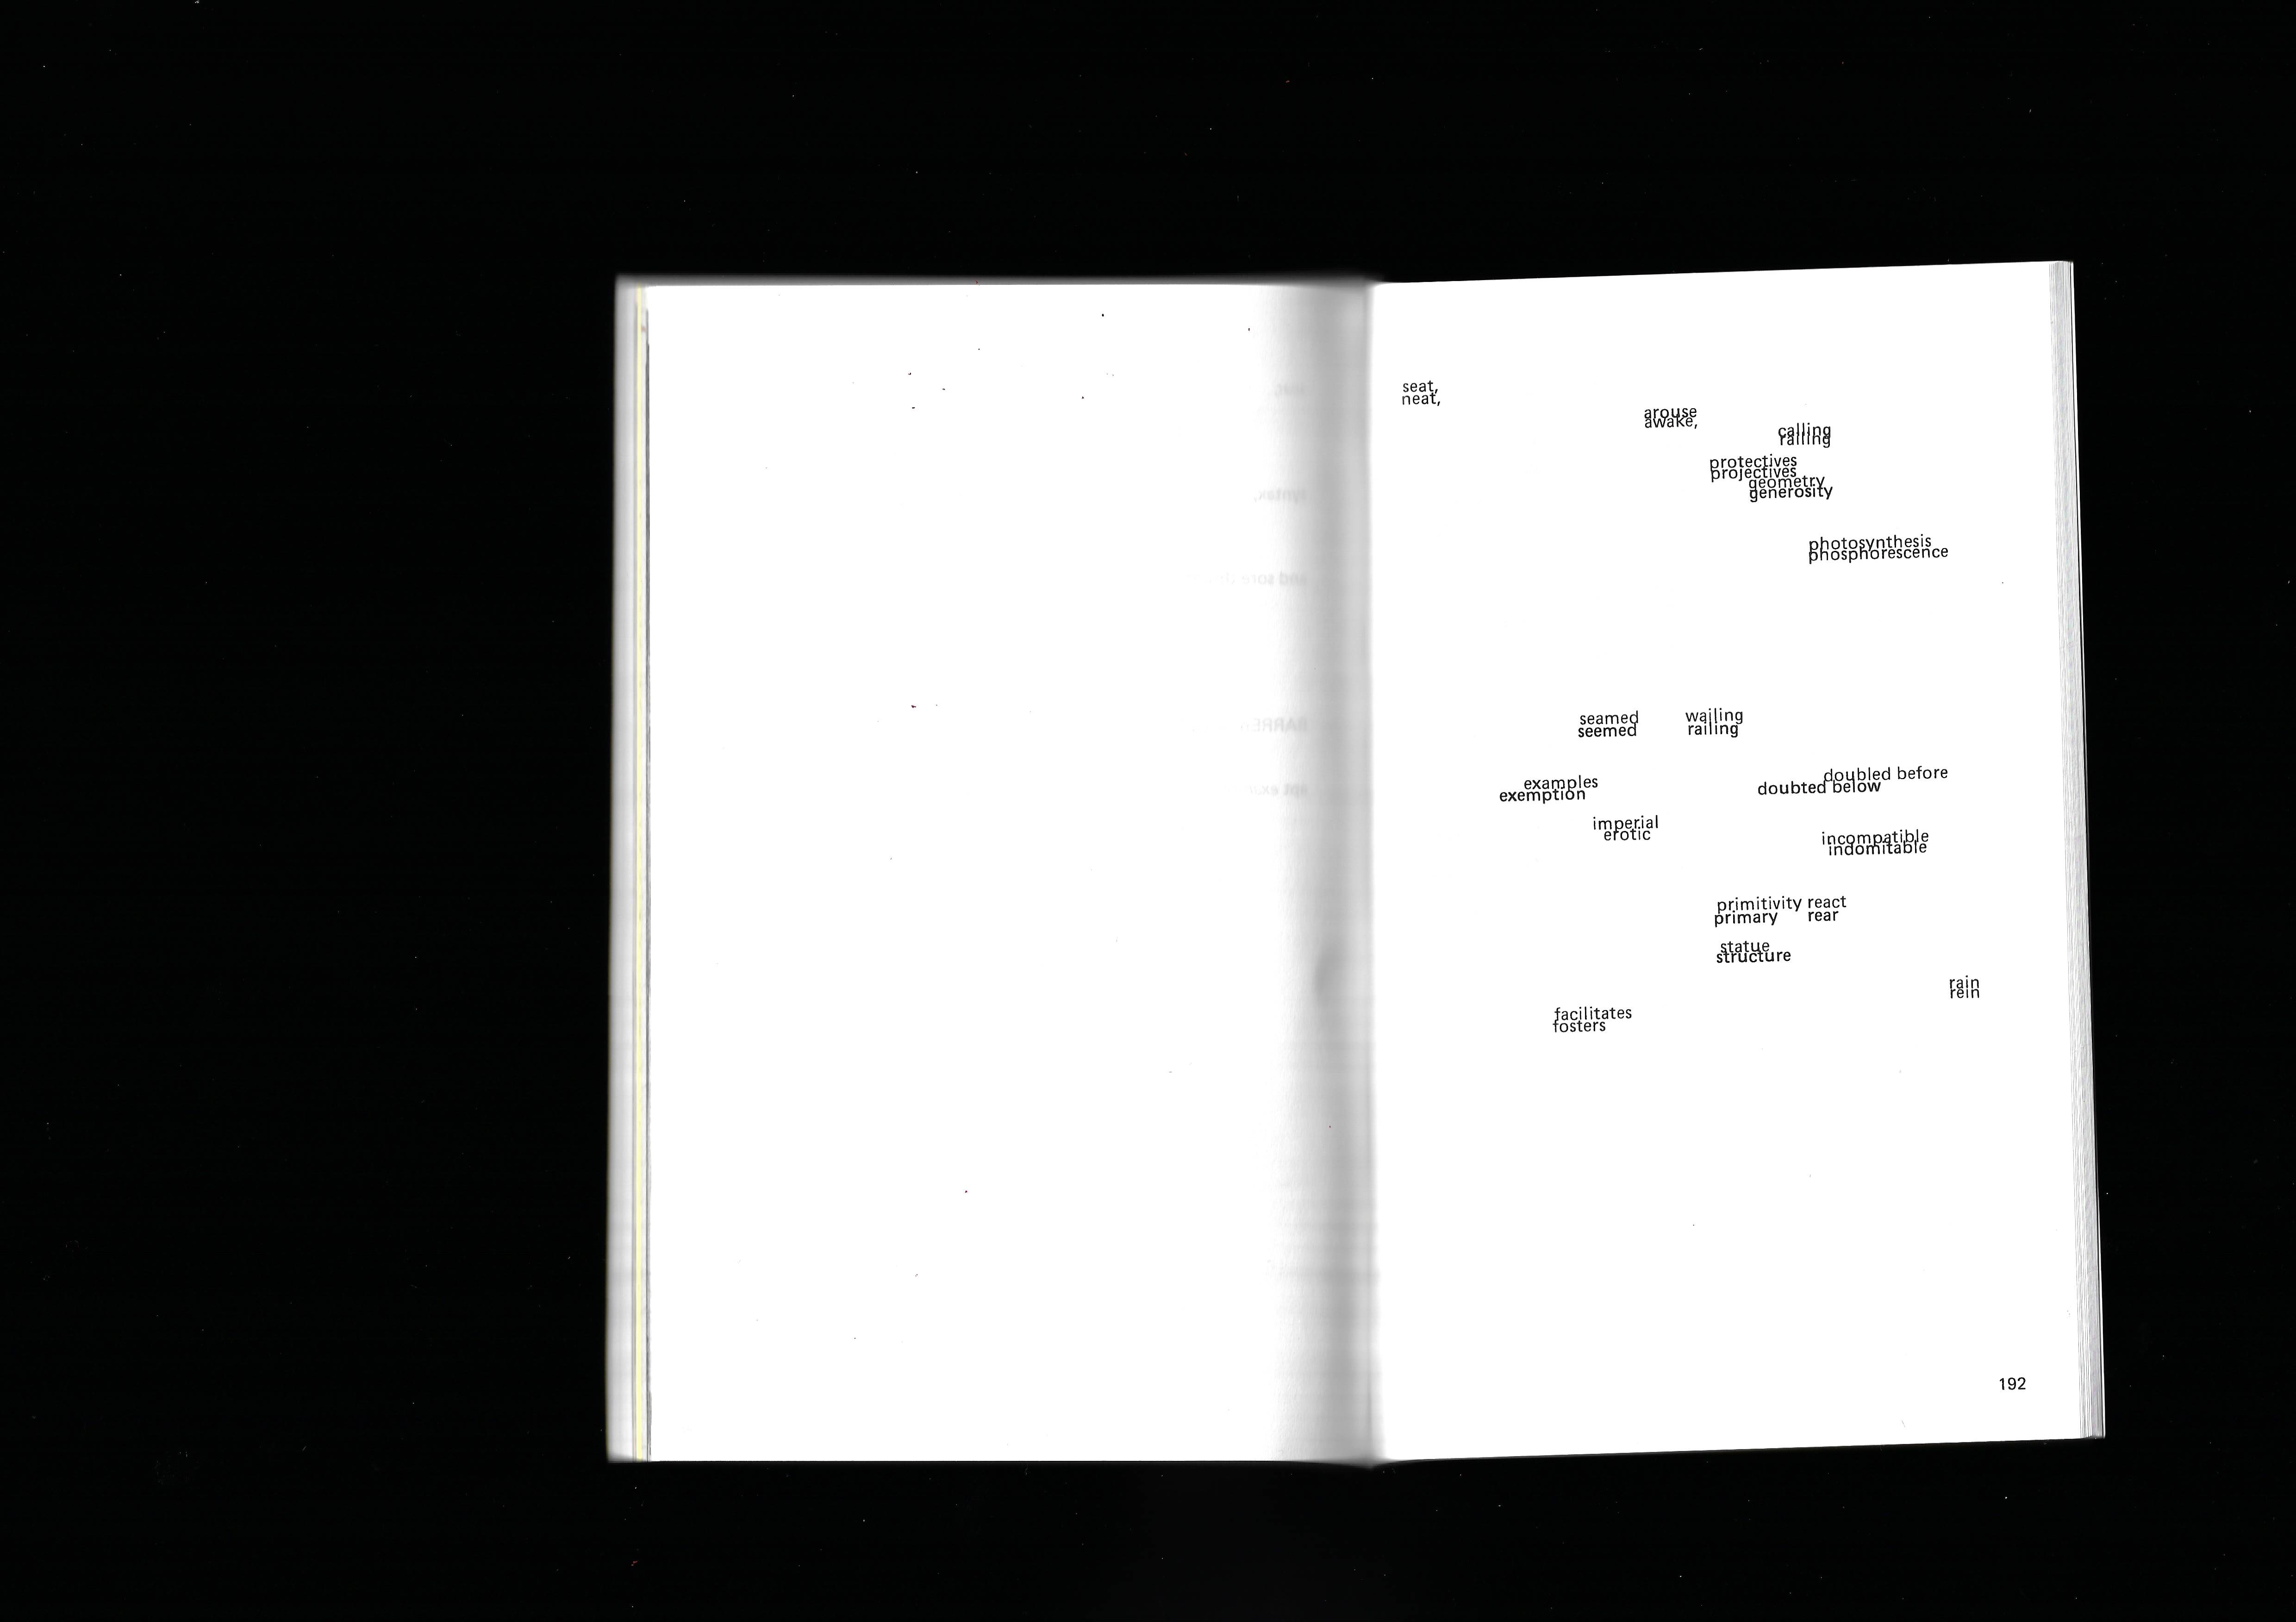 seat,
neat,
arouse
awake,
calling
falling
protectives
projectives
geometry
generosity
photosynthesis
phosphorescence
seamed wailing
seemed railing
examples doubled before
exemption doubted below
imperial
erotic
incompatible
indomitable
primitivity react
primary rear
statue
structure
rain
rein
facilitates
fosters
192